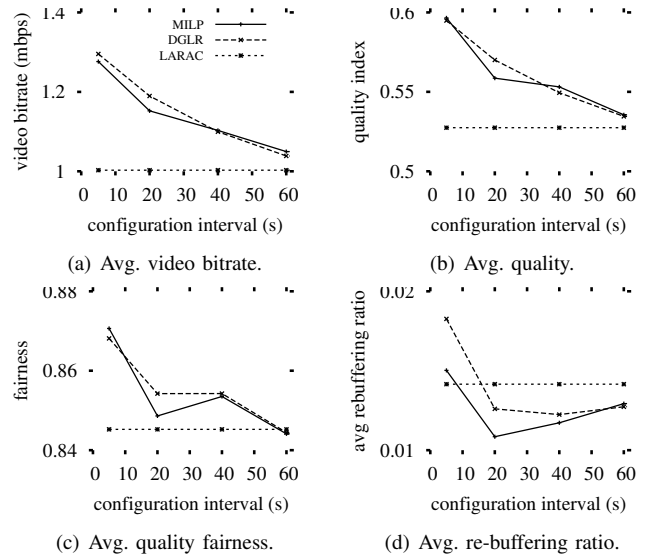 1.4
MILP
DGLR
LARAC
1.2
1
video bitrate (mbps)
0 10 20 30 40 50 60
configuration interval (s)
(a) Avg. video bitrate.
0.6
0.55
0.5
quality index
0 10 20 30 40 50 60
configuration interval (s)
(b) Avg. quality.
0.88
0.86
0.84
fairness
0 10 20 30 40 50 60
configuration interval (s)
(c) Avg. quality fairness.
0.02
0.01
avg rebuffering ratio
0 10 20 30 40 50 60
configuration interval (s)
(d) Avg. re-buffering ratio.